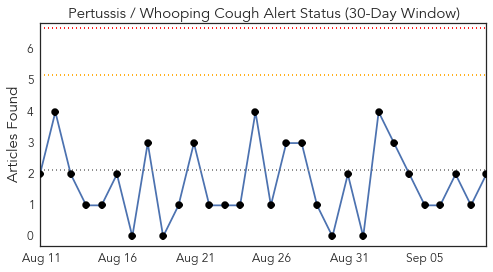 Pertussis / Whooping Cough Alert Status (30-Day Window)
Articles Found
6
5
4
3
2
1
0
Aug 11 Aug 16 Aug 21 Aug 26 Aug 31 Sep 05